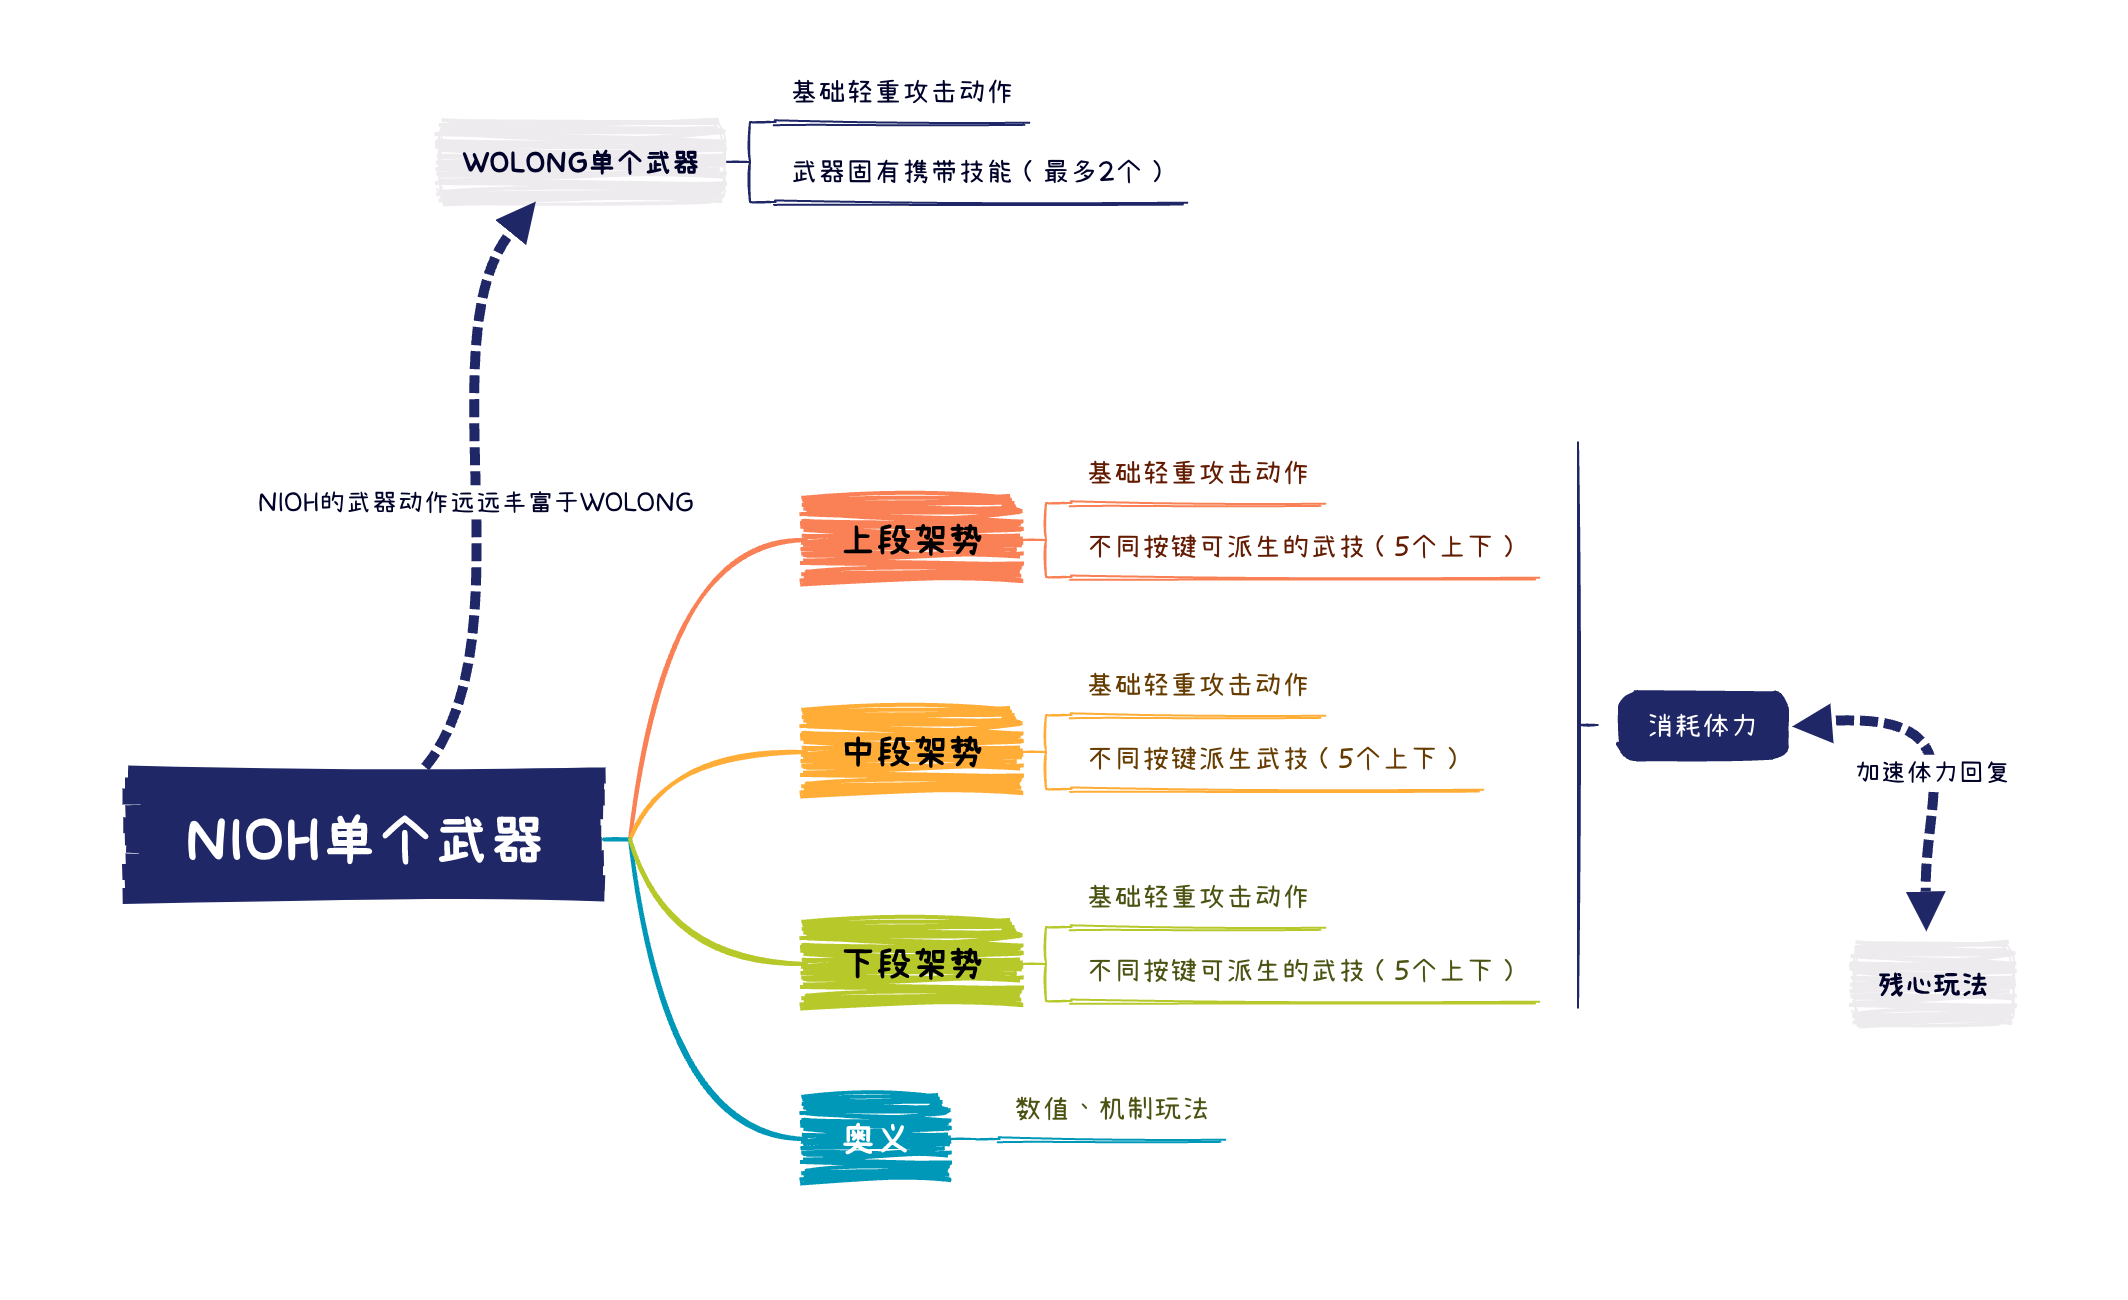 基础轻重攻击动作
WOLONG单个武器
武器固有携带技能（最多2个）
NIOH的武器动作远远丰富于WOLONG
基础轻重攻击动作
上段架势
不同按键可派生的武技（5个上下）
基础轻重攻击动作
中段架势
不同按键派生武技（5个上下）
消耗体力
加速体力回复
NIOH单个武器
基础轻重攻击动作
下段架势
不同按键可派生的武技（5个上下）
残心玩法
数值、机制玩法
奥义